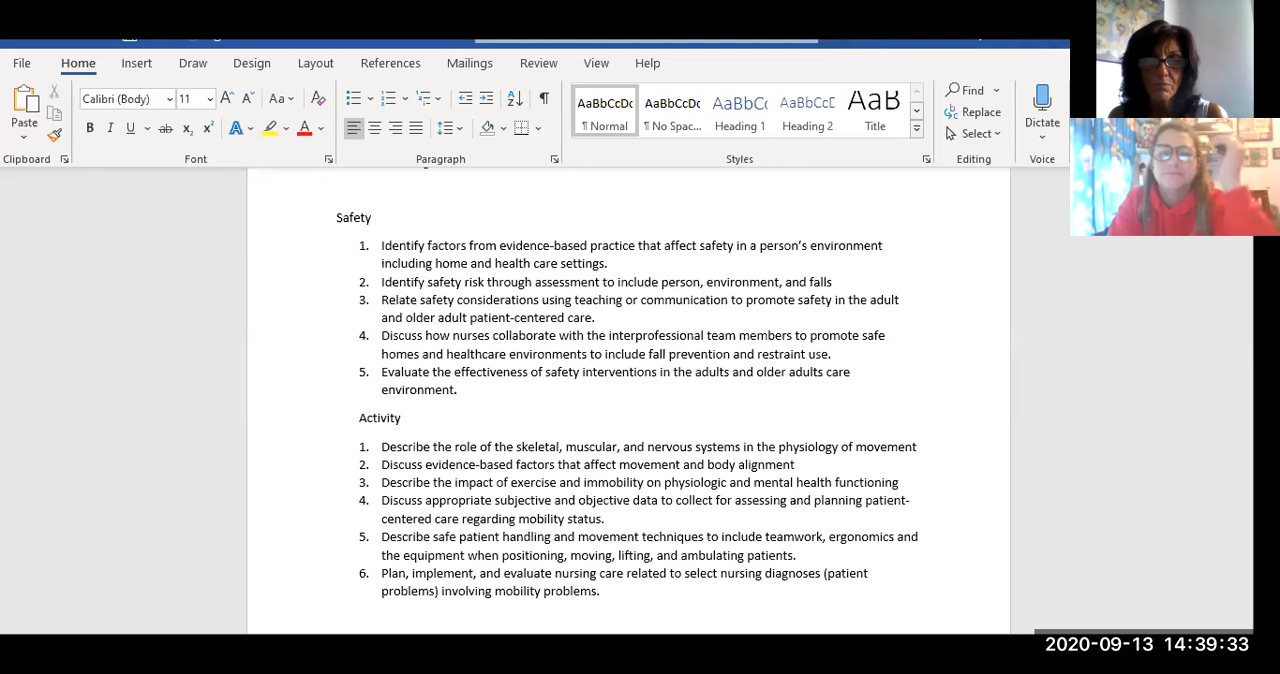 File Home Insert Draw Design Layout References Mailings Review View Help
Calibri (Body) 11 Aa
AaBbCcDc AaBbCcDc AaBbCc AaBbCcD AaB
Find
Replace
Select
Paste
Dictate
B I U ab x2 x2 A A
¶ Normal ¶ No Spac... Heading 1 Heading 2 Title
Clipboard Font Paragraph Styles Editing Voice
Safety
1. Identify factors from evidence-based practice that affect safety in a person's environment
including home and health care settings.
2. Identify safety risk through assessment to include person, environment, and falls
3. Relate safety considerations using teaching or communication to promote safety in the adult
and older adult patient-centered care.
4. Discuss how nurses collaborate with the interprofessional team members to promote safe
homes and healthcare environments to include fall prevention and restraint use.
5. Evaluate the effectiveness of safety interventions in the adults and older adults care
environment.
Activity
1. Describe the role of the skeletal, muscular, and nervous systems in the physiology of movement
2. Discuss evidence-based factors that affect movement and body alignment
3. Describe the impact of exercise and immobility on physiologic and mental health functioning
4. Discuss appropriate subjective and objective data to collect for assessing and planning patient-
centered care regarding mobility status.
5. Describe safe patient handling and movement techniques to include teamwork, ergonomics and
the equipment when positioning, moving, lifting, and ambulating patients.
6. Plan, implement, and evaluate nursing care related to select nursing diagnoses (patient
problems) involving mobility problems.
2020-09-13 14:39:33